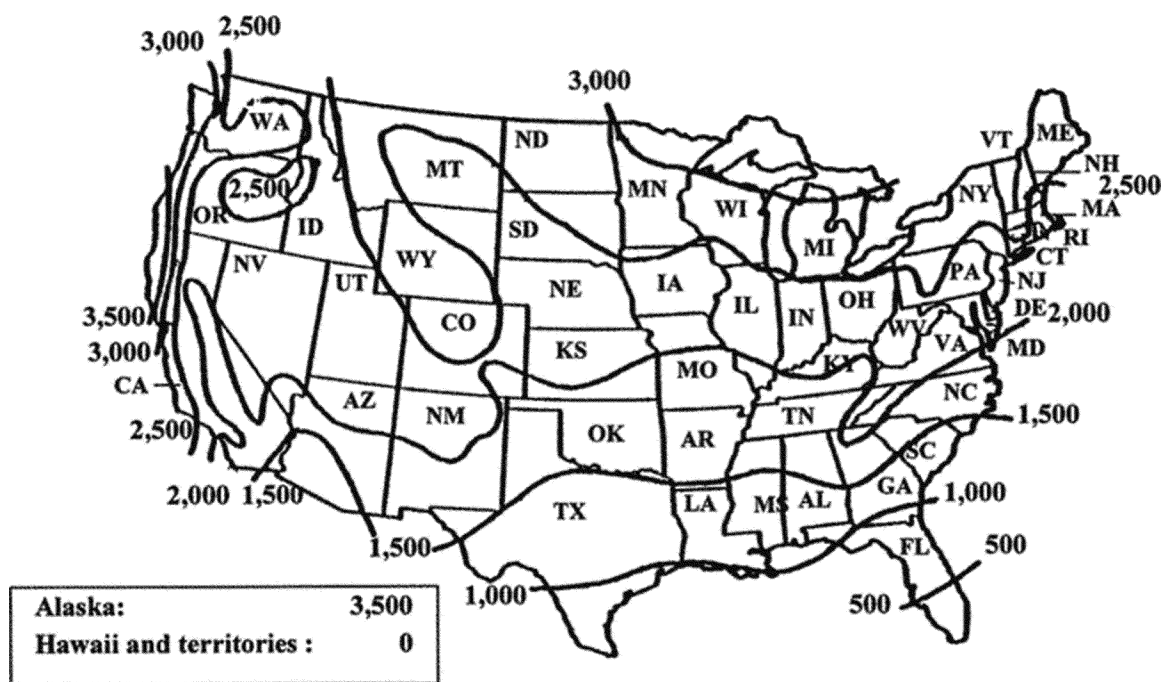 2,500
3,000
3,000
WA
ND
VT
ME
MT
NH
MN
NY
2,500
2,500
WI
MA
OR
ID
SD
MI
RI
WY
CT
NV
PA
UT
NE
IA
NJ
IL
IN
OH
DE
2,000
3,500
CO
WV
VA
MD
3,000
KS
KY
MO
CA
AZ
NM
TN
NC
1,500
2,500
OK
AR
SC
2,000
1,500
GA
1,000
LA
MS
AL
TX
1,500
FL
500
1,000
500
Alaska: 3,500
Hawaii and territories : 0